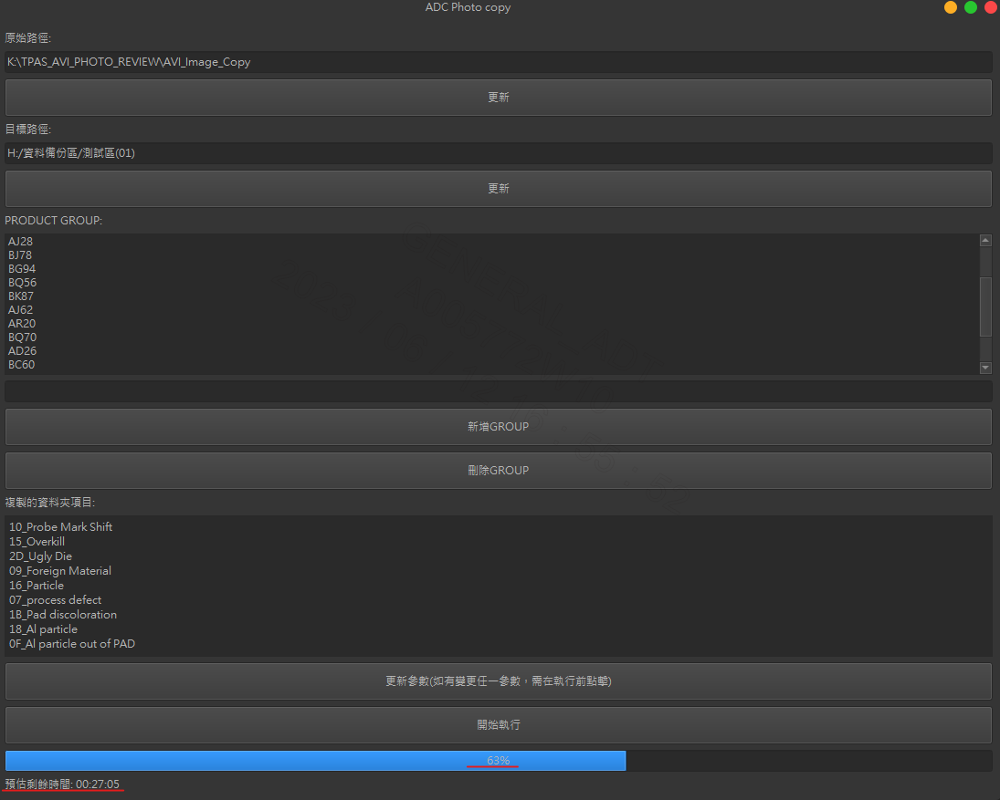 ADC Photo copy
原始路徑:
K:\TPAS_AVI_PHOTO_REVIEW\AVI_Image_Copy
更新
目標路徑:
H:/資料備份區/測試區(01)
更新
PRODUCT GROUP:
AJ28
BJ78
BG94
BQ56
BK87
AJ62
AR20
BQ70
AD26
BC60
新增GROUP
刪除GROUP
複製的資料夾項目:
10_Probe Mark Shift
15_Overkill
2D_Ugly Die
09_Foreign Material
16_Particle
07_process defect
1B_Pad discoloration
18_Al particle
0F_Al particle out of PAD
更新參數(如有變更任一參數，需在執行前點擊)
開始執行
63%
預估剩餘時間: 00:27:05